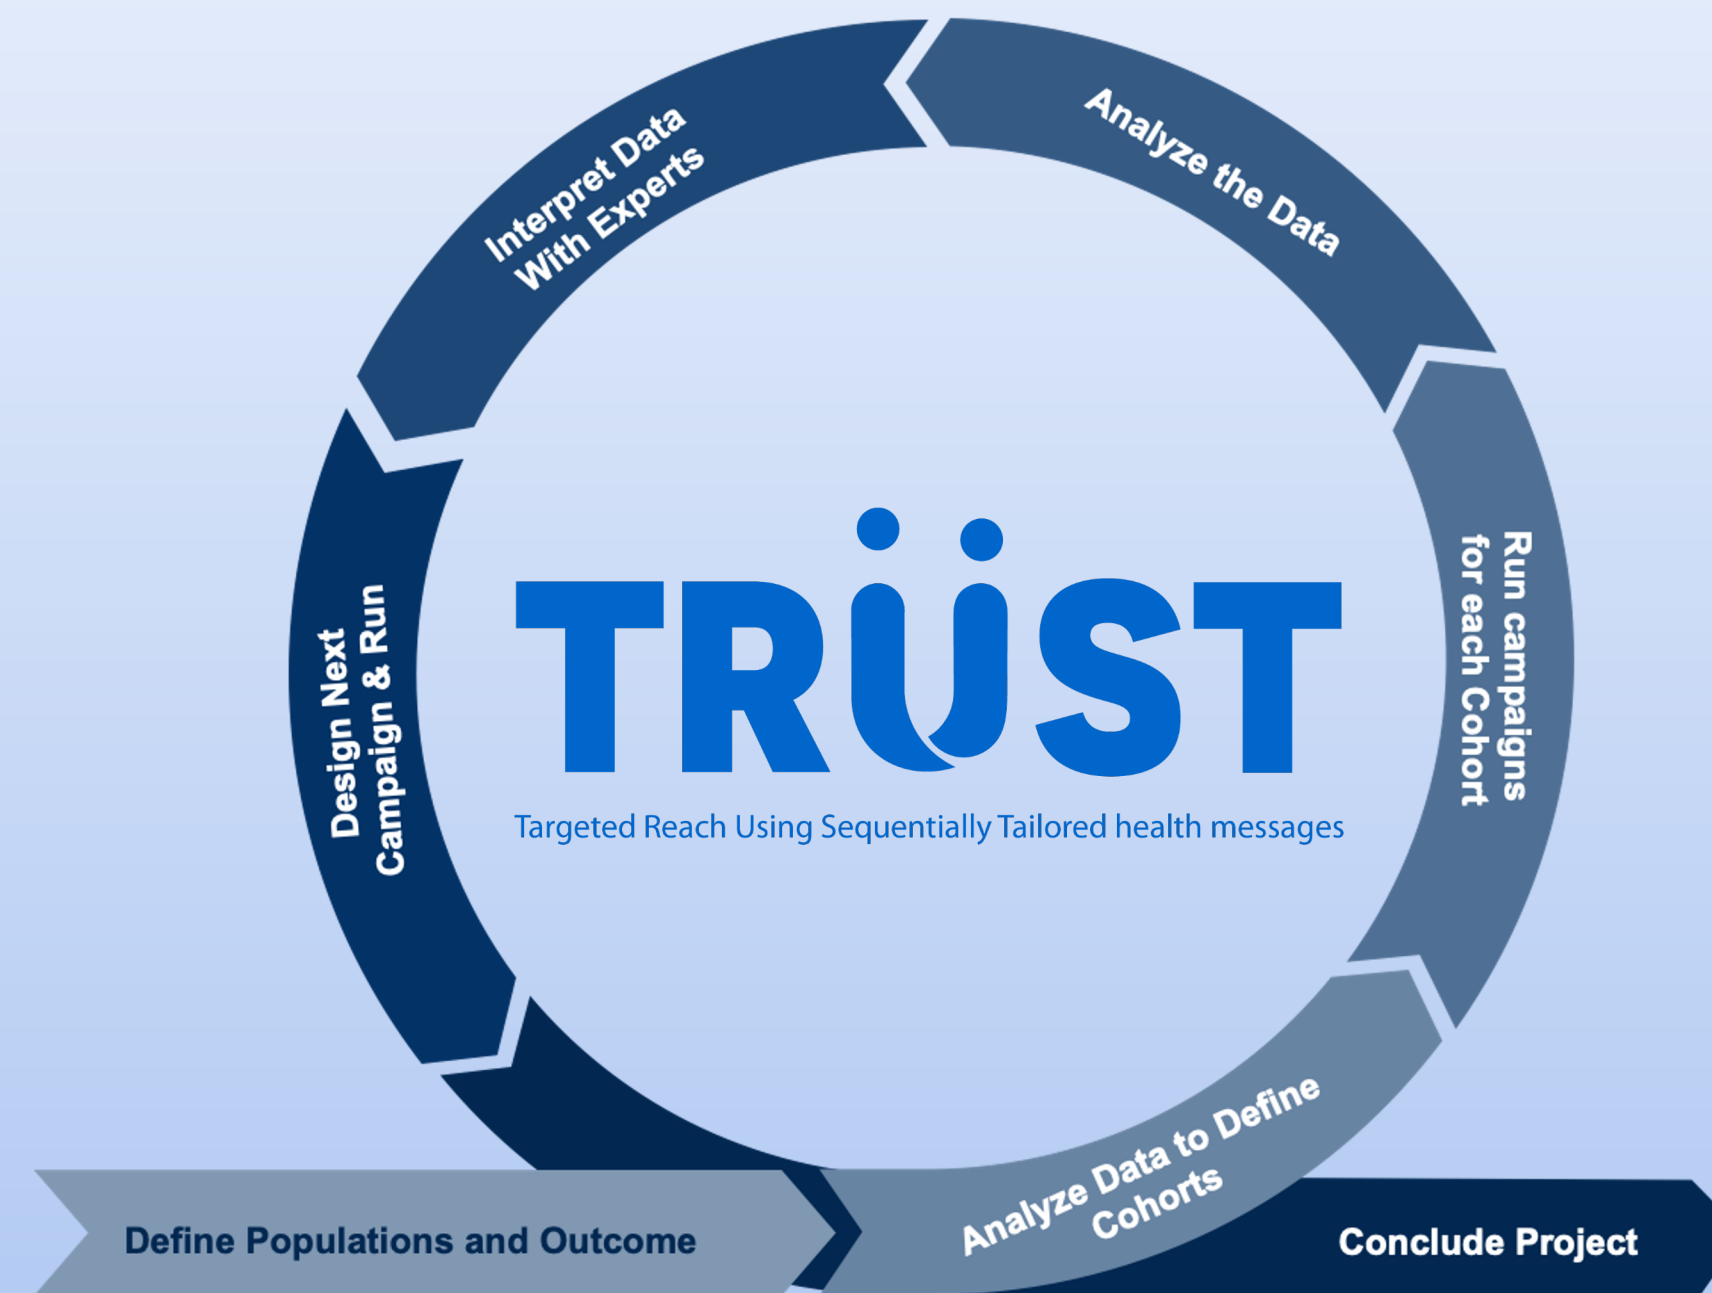 Interpret Data
With Experts
Analyze the Data
Run campaigns
for each Cohort
Design Next
Campaign & Run
TRUST
Targeted Reach Using Sequentially Tailored health messages
Analyze Data to Define
Cohorts
Define Populations and Outcome
Conclude Project